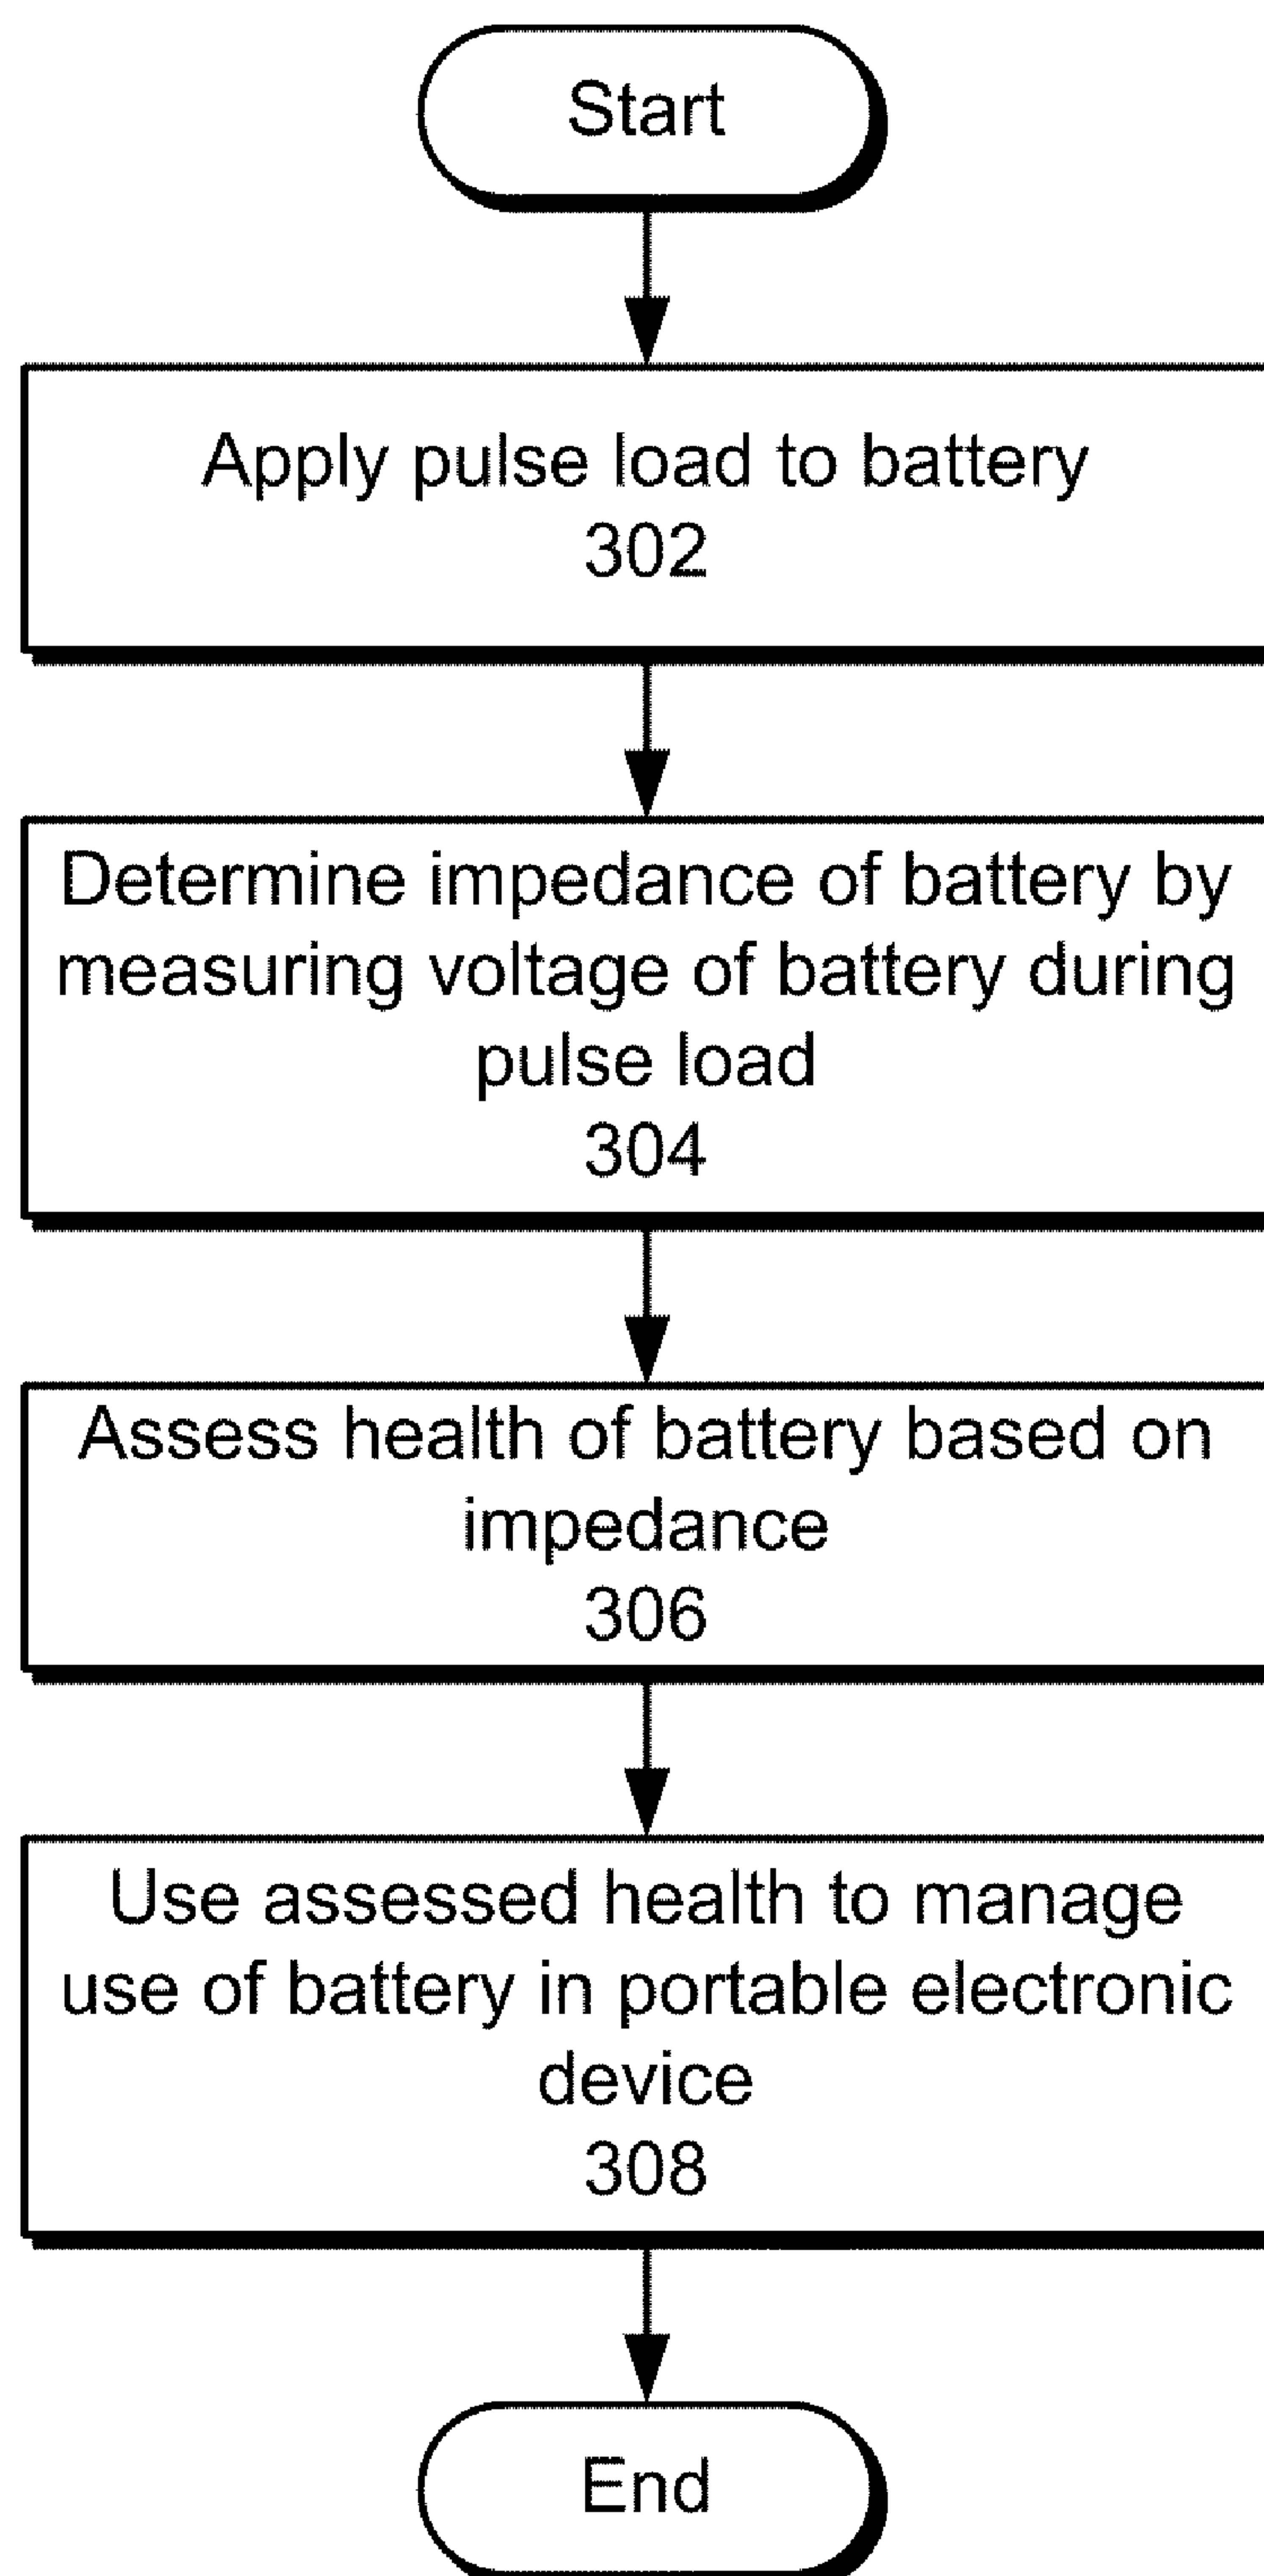 Start
Apply pulse load to battery
302
Determine impedance of battery by
measuring voltage of battery during
pulse load
304
Assess health of battery based on
impedance
306
Use assessed health to manage
use of battery in portable electronic
device
308
End